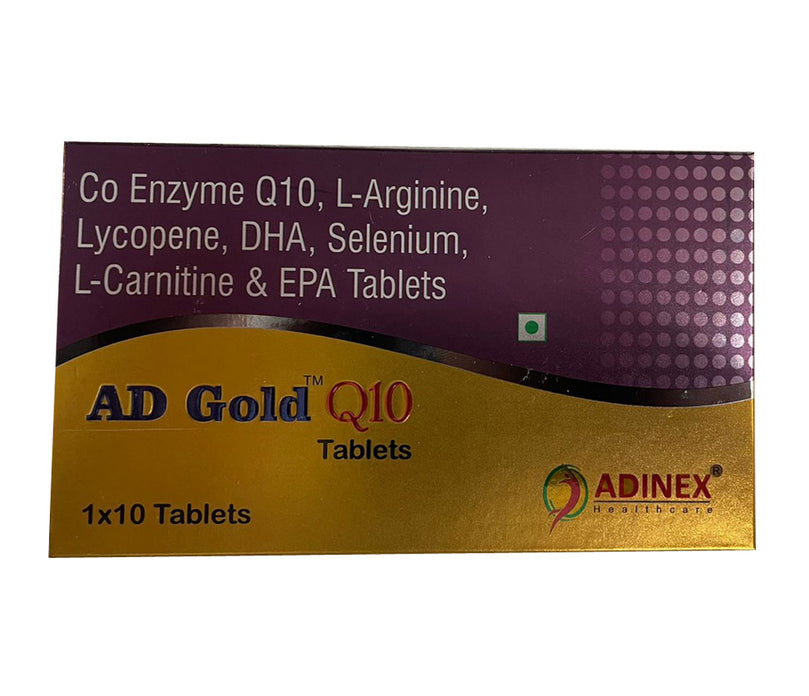 Co Enzyme Q10, L-Arginine,
Lycopene, DHA, Selenium,
L-Carnitine & EPA Tablets
AD Gold™ Q10
Tablets
1x10 Tablets
ADINEX®
Healthcare